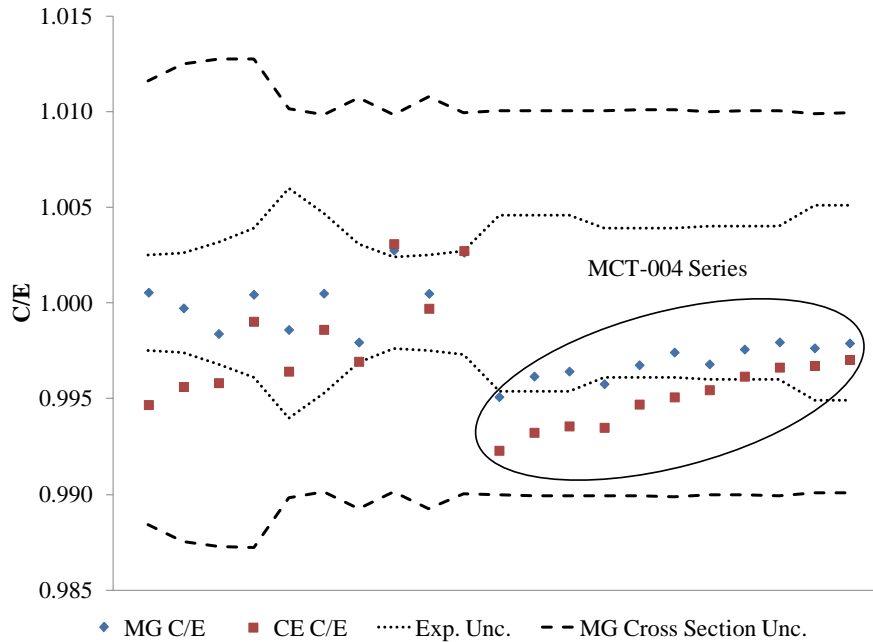 1.015
1.010
1.005
1.000
0.995
0.990
0.985
C/E
MCT-004 Series
MG C/E CE C/E Exp. Unc. MG Cross Section Unc.